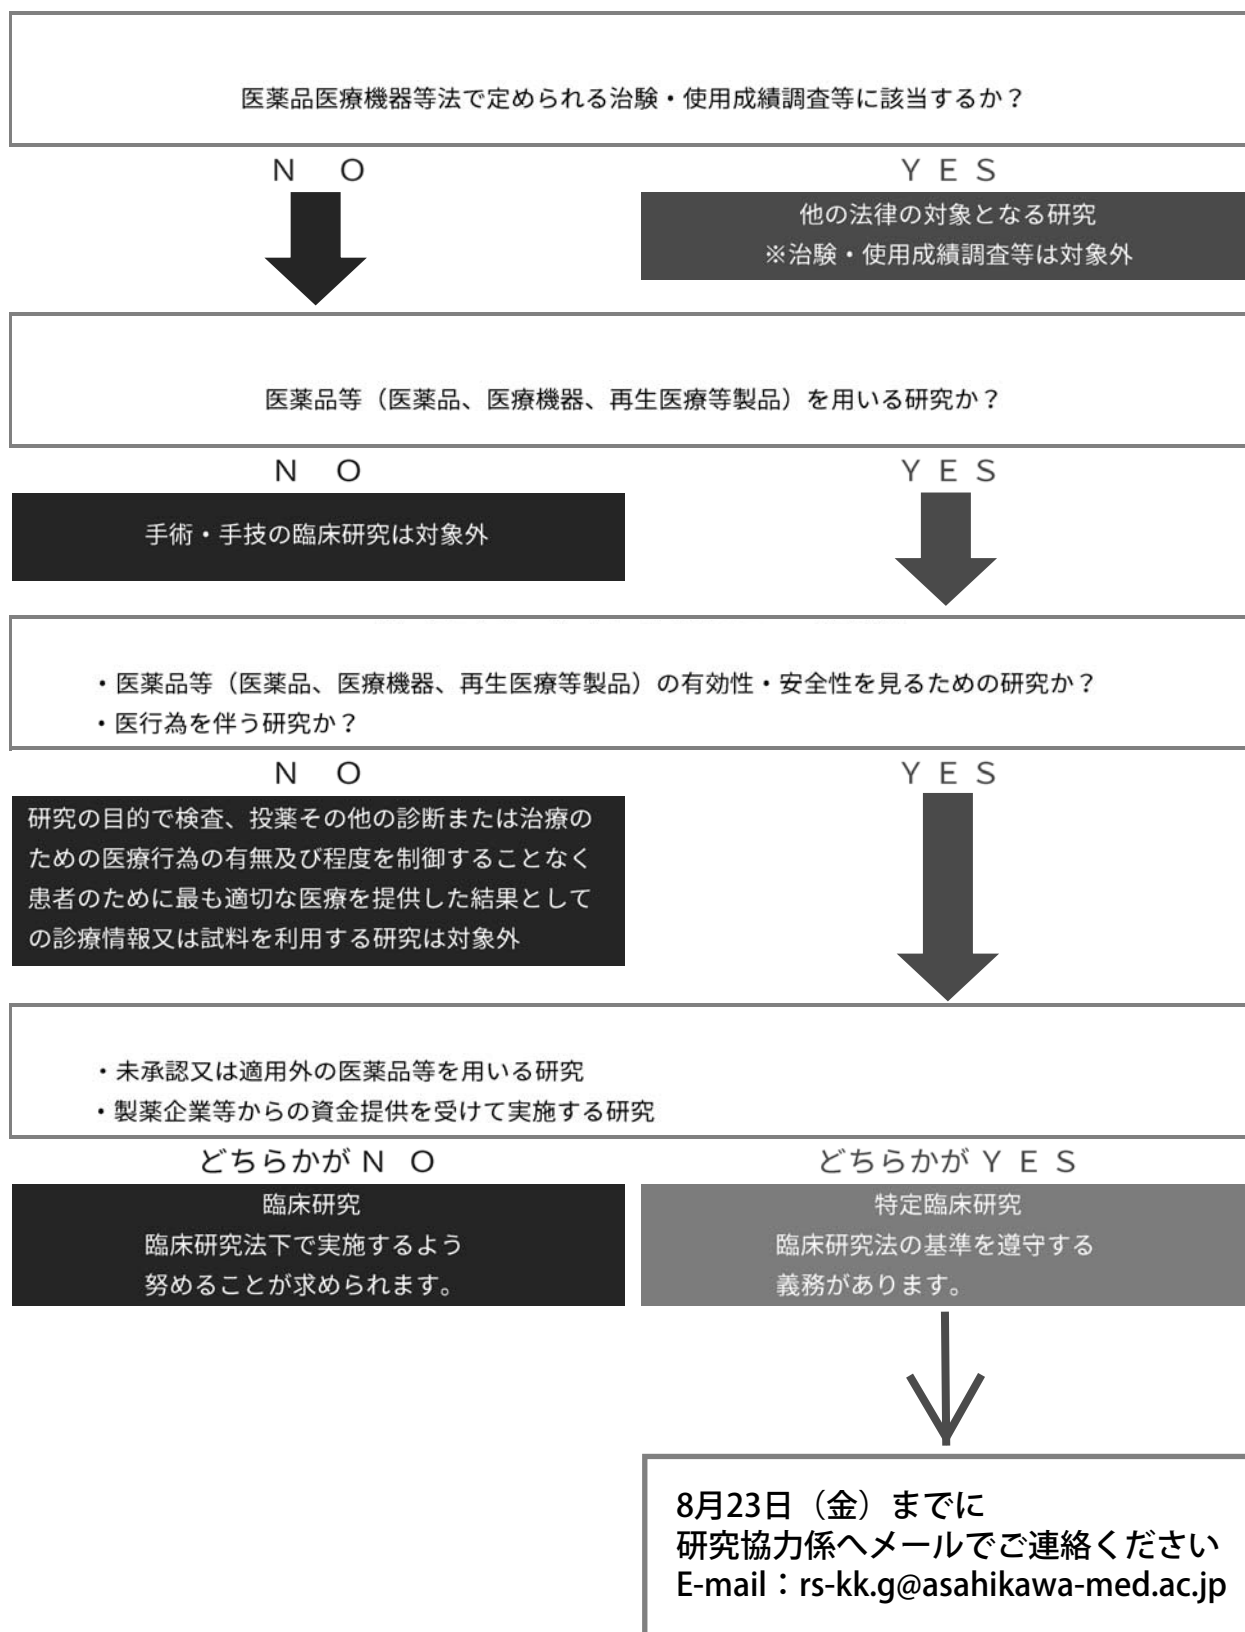 医薬品医療機器等法で定められる治験・使用成績調査等に該当するか？
ＮＯ
ＹＥＳ
他の法律の対象となる研究
※治験・使用成績調査等は対象外
医薬品等（医薬品、医療機器、再生医療等製品）を用いる研究か？
ＮＯ
ＹＥＳ
手術・手技の臨床研究は対象外
・医薬品等（医薬品、医療機器、再生医療等製品）の有効性・安全性を見るための研究か？
・医行為を伴う研究か？
ＮＯ
ＹＥＳ
研究の目的で検査、投薬その他の診断または治療の
ための医療行為の有無及び程度を制御することなく
患者のために最も適切な医療を提供した結果として
の診療情報又は試料を利用する研究は対象外
・未承認又は適用外の医薬品等を用いる研究
・製薬企業等からの資金提供を受けて実施する研究
どちらかがＮＯ
どちらかがＹＥＳ
臨床研究
臨床研究法下で実施するよう
努めることが求められます。
特定臨床研究
臨床研究法の基準を遵守する
義務があります。
8月23日（金）までに
研究協力係へメールでご連絡ください
E-mail：rs-kk.g@asahikawa-med.ac.jp